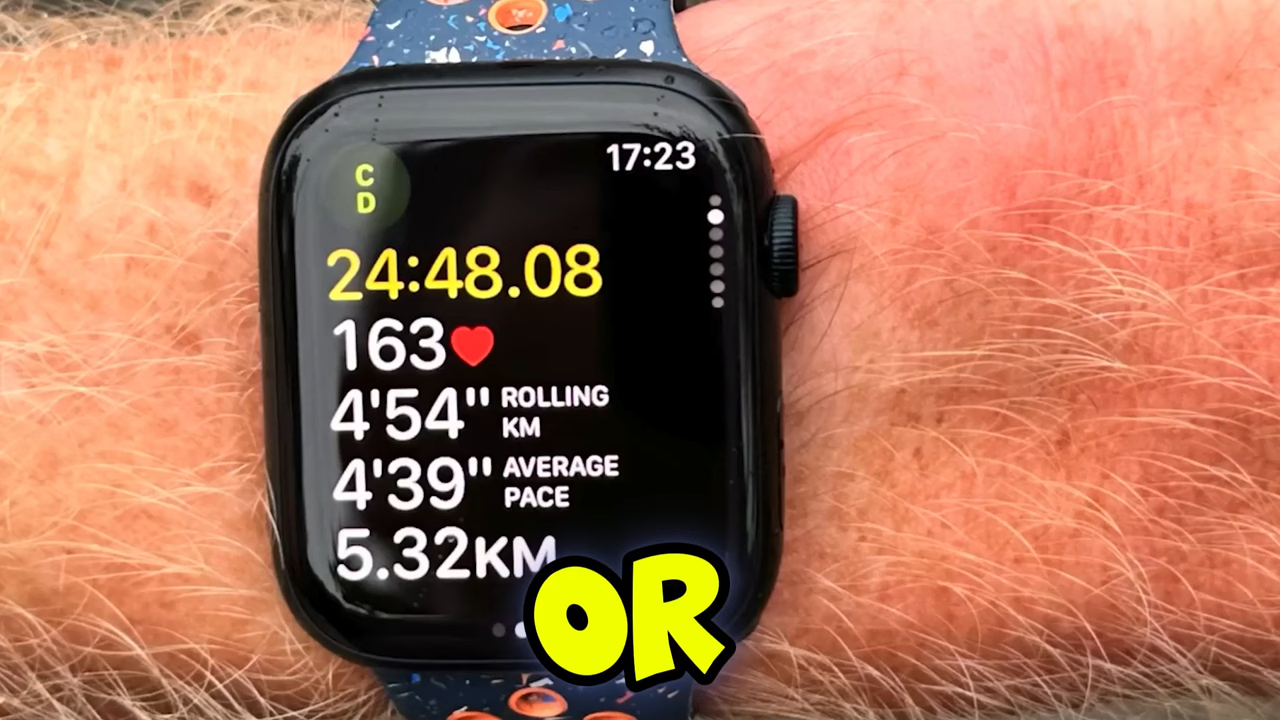 17:23
C
D
24:48.08
163
4'54" ROLLING
KM
4'39" AVERAGE
PACE
5.32KM
OR